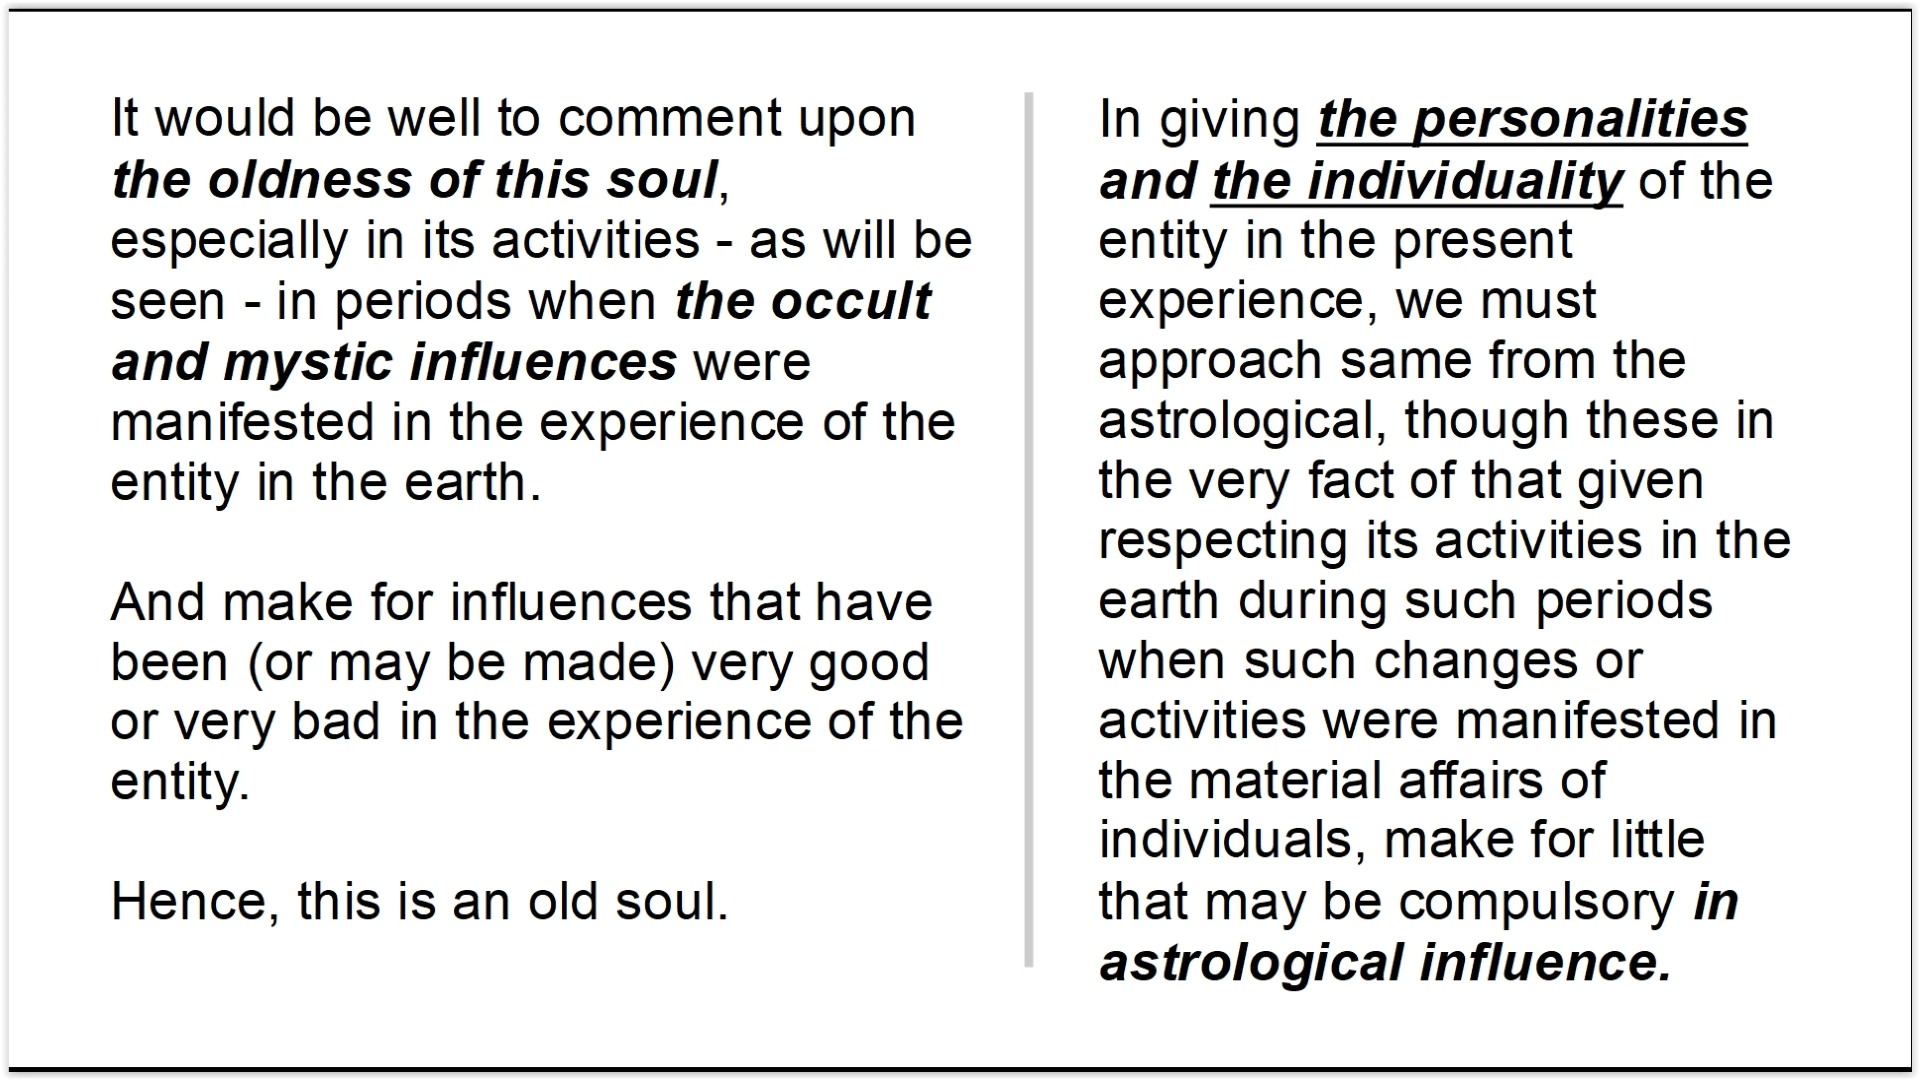 It would be well to comment upon
the oldness of this soul,
especially in its activities - as will be
seen - in periods when the occult
and mystic influences were
manifested in the experience of the
entity in the earth.
And make for influences that have
been (or may be made) very good
or very bad in the experience of the
entity.
Hence, this is an old soul.
In giving the personalities
and the individuality of the
entity in the present
experience, we must
approach same from the
astrological, though these in
the very fact of that given
respecting its activities in the
earth during such periods
when such changes or
activities were manifested in
the material affairs of
individuals, make for little
that may be compulsory in
astrological influence.